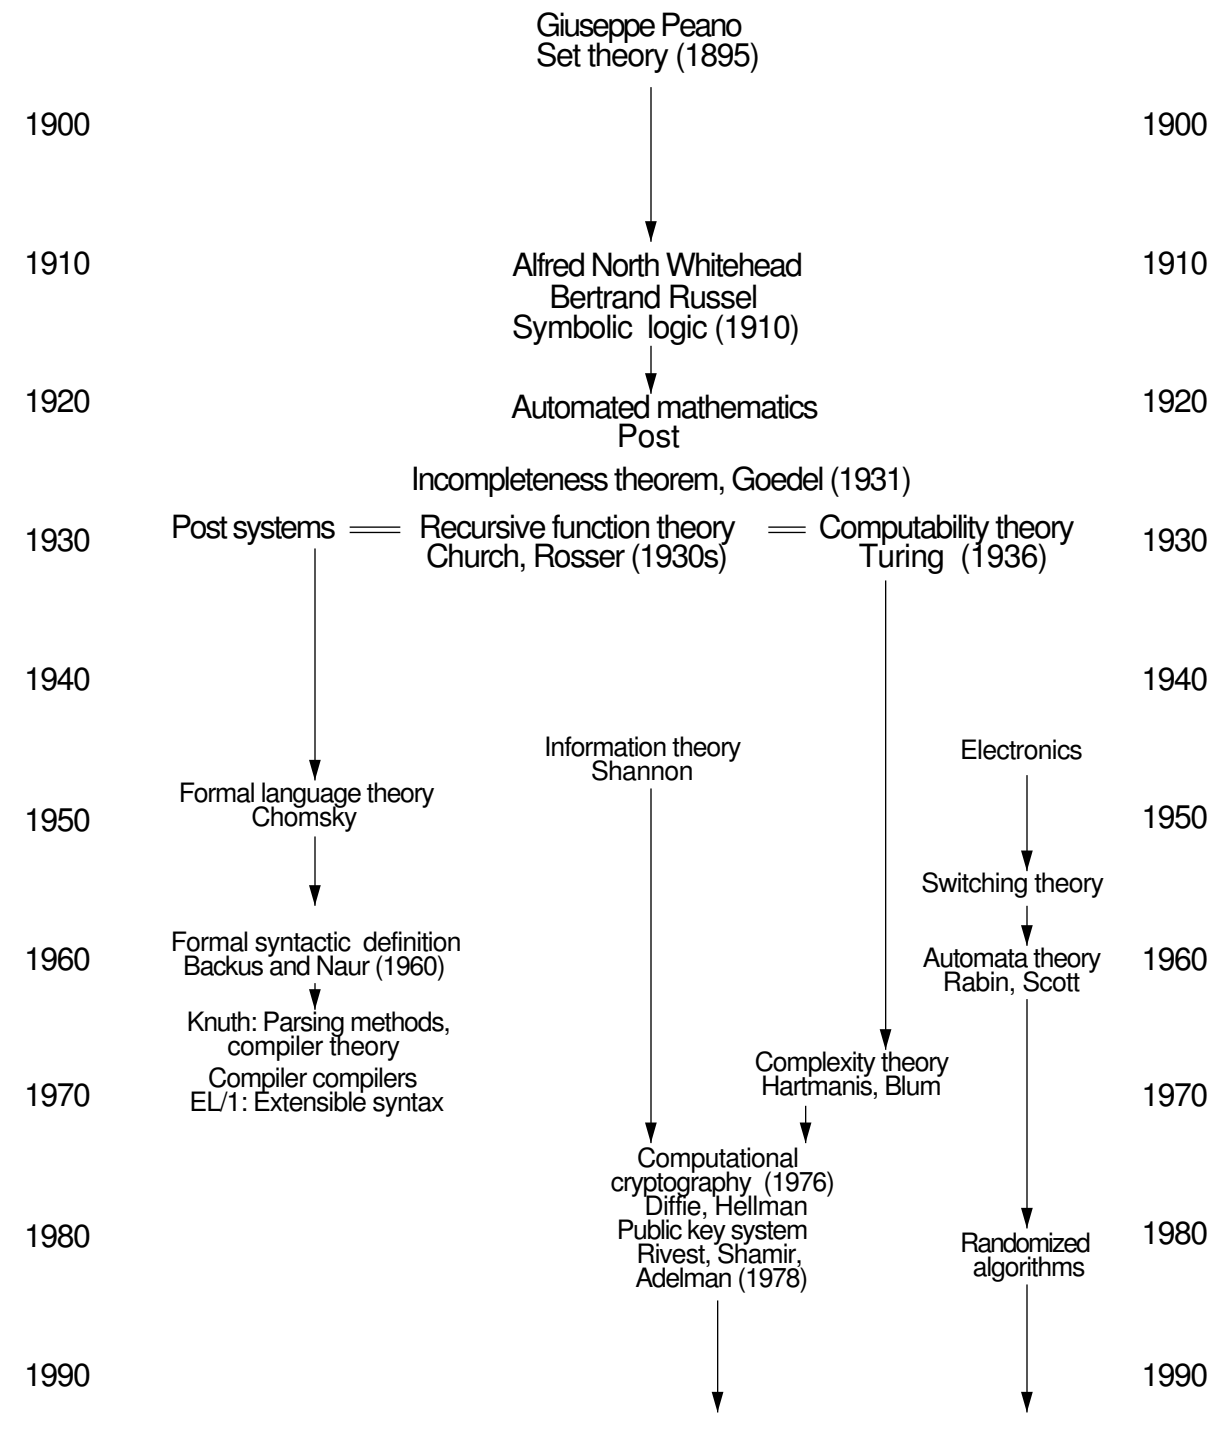 Giuseppe Peano
Set theory (1895)
1900 1900
1910 1910
Alfred North Whitehead
Bertrand Russel
Symbolic logic (1910)
1920 1920
Automated mathematics
Post
Incompleteness theorem, Goedel (1931)
Post systems Recursive function theory Computability theory
1930 1930
Church, Rosser (1930s) Turing (1936)
1940 1940
Information theory Electronics
Shannon
Formal language theory
Chomsky
1950 1950
Switching theory
Formal syntactic definition
Backus and Naur (1960)
1960 1960
Automata theory
Rabin, Scott
Knuth: Parsing methods,
compiler theory
Complexity theory
Hartmanis, Blum
Compiler compilers
EL/1: Extensible syntax
1970 1970
Computational
cryptography (1976)
Diffie, Hellman
Public key system
Rivest, Shamir,
Adelman (1978)
1980 1980
Randomized
algorithms
1990 1990